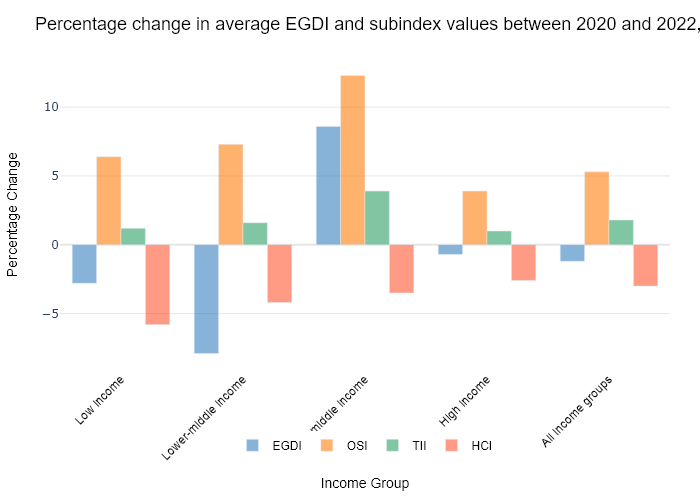 Percentage change in average EGDI and subindex values between 2020 and 2022,
Percentage Change
10
5
0
−5
Low income
Lower-middle income
middle income
High income
All income groups
EGDI
OSI
TII
HCI
Income Group